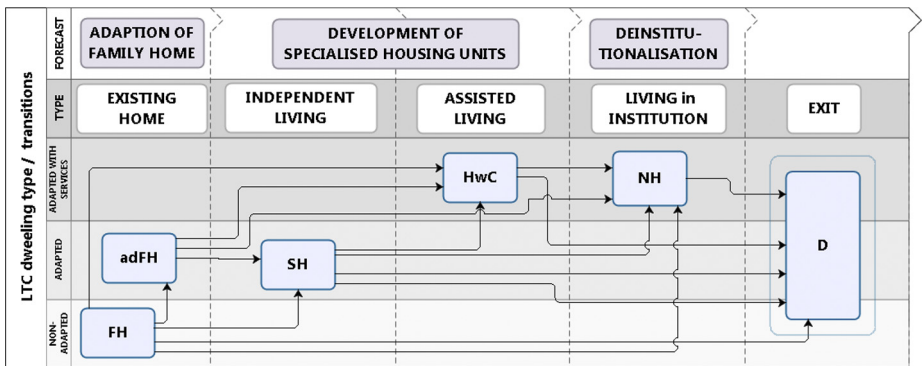 LTC dweeling type / transitions
FORECAST
ADAPTION OF
FAMILY HOME
DEVELOPMENT OF
SPECIALISED HOUSING UNITS
DEINSTITU-
TIONALISATION
TYPE
EXISTING
HOME
INDEPENDENT
LIVING
ASSISTED
LIVING
LIVING in
INSTITUTION
EXIT
ADAPTED WITH
SERVICES
HwC
NH
ADAPTED
adFH
SH
D
NON-
ADAPTED
FH